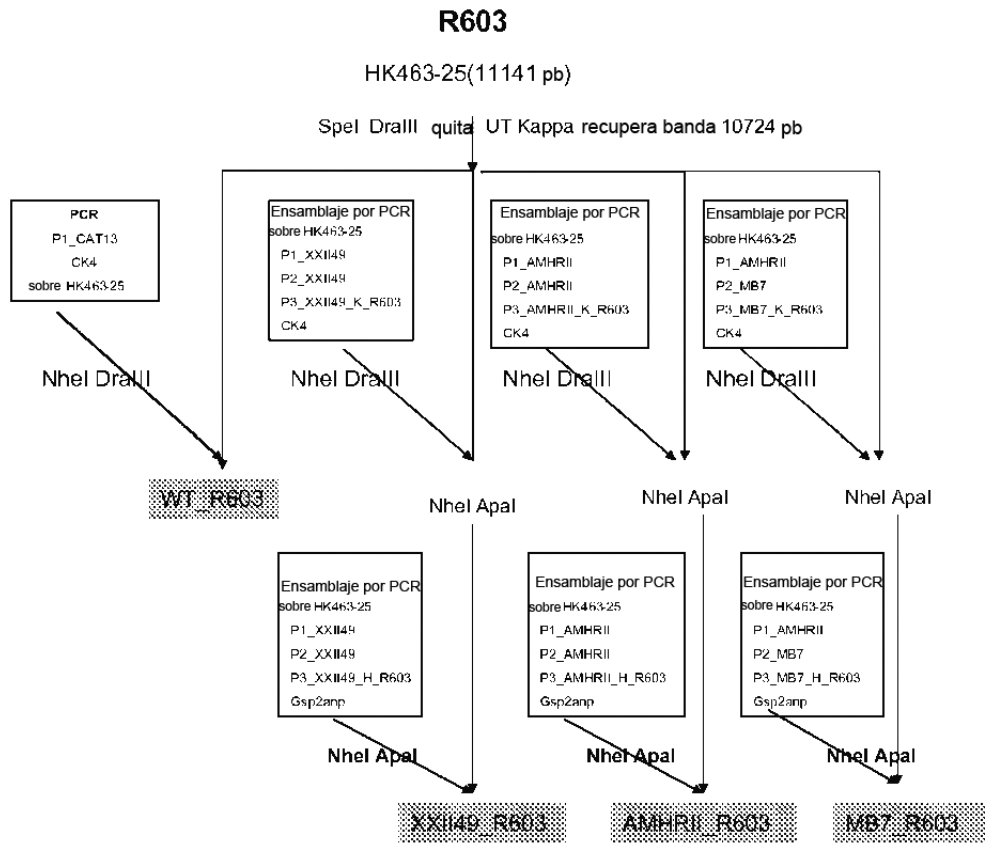 R603
HK463-25(11141 pb)
SpeI DraIII quita UT Kappa recupera banda 10724 pb
PCR
P1_CAT13
CK4
sobre HK463-25
Ensamblaje por PCR
sobre HK463-25
P1_XXII49
P2_XXII49
P3_XXII49_K_R603
CK4
Ensamblaje por PCR
sobre HK463-25
P1_AMHRII
P2_AMHRII
P3_AMHRII_K_R603
CK4
Ensamblaje por PCR
sobre HK463-25
P1_AMHRII
P2_MB7
P3_MB7_K_R603
CK4
NheI DraIII
NheI DraIII
NheI DraIII
NheI DraIII
WT_R603
NheI ApaI
NheI ApaI
NheI ApaI
Ensamblaje por PCR
sobre HK463-25
P1_XXII49
P2_XXII49
P3_XXII49_H_R603
Gsp2anp
Ensamblaje por PCR
sobre HK463-25
P1_AMHRII
P2_AMHRII
P3_AMHRII_H_R603
Gsp2anp
Ensamblaje por PCR
sobre HK463-25
P1_AMHRII
P2_MB7
P3_MB7_H_R603
Gsp2anp
NheI ApaI
NheI ApaI
NheI ApaI
XXII49_R603
AMHRII_R603
MB7_R603